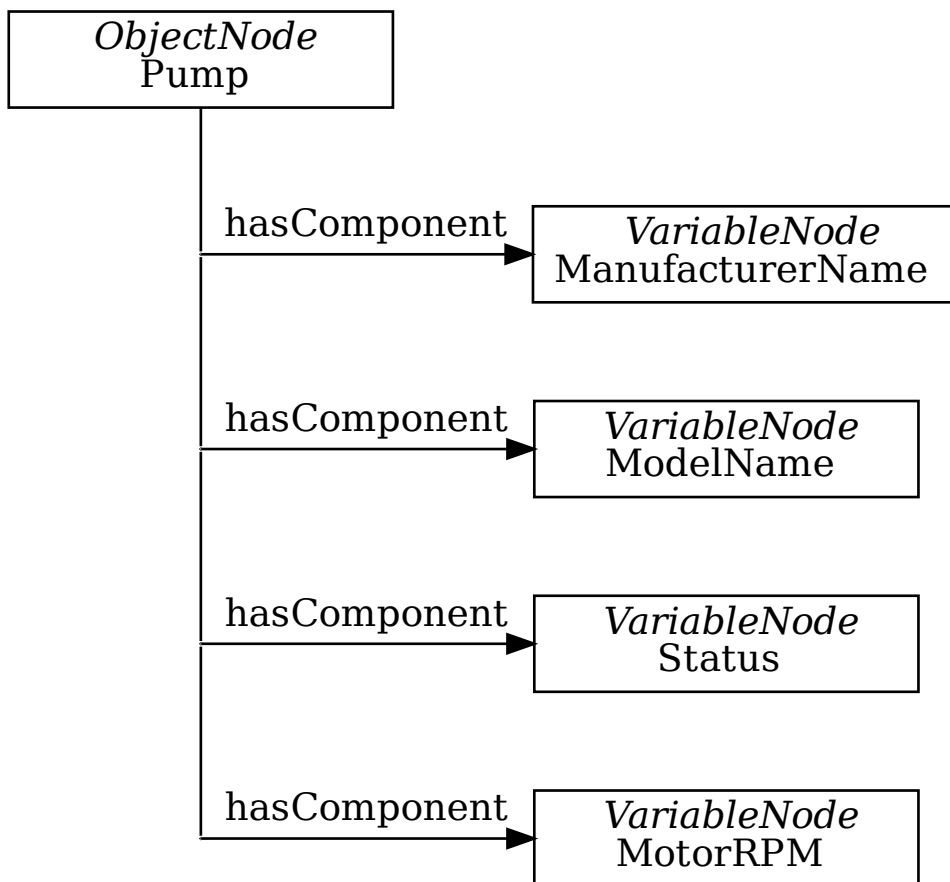 ObjectNode
Pump
hasComponent
VariableNode
ManufacturerName
hasComponent
VariableNode
ModelName
hasComponent
VariableNode
Status
hasComponent
VariableNode
MotorRPM